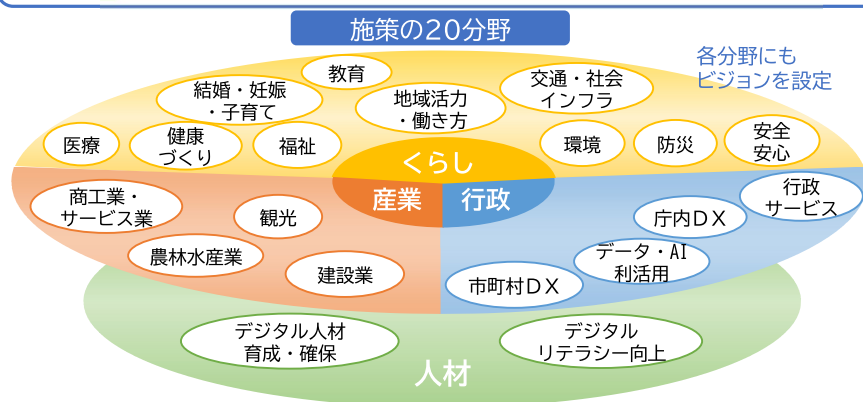 施策の20分野
各分野にも
ビジョンを設定
教育
結婚・妊娠
・子育て
地域活力
・働き方
交通・社会
インフラ
医療
健康
づくり
福祉
環境
防災
安全
安心
くらし
産業
行政
商工業・
サービス業
観光
農林水産業
建設業
行政
サービス
庁内DX
データ・AI
利活用
市町村DX
デジタル人材
育成・確保
デジタル
リテラシー向上
人材